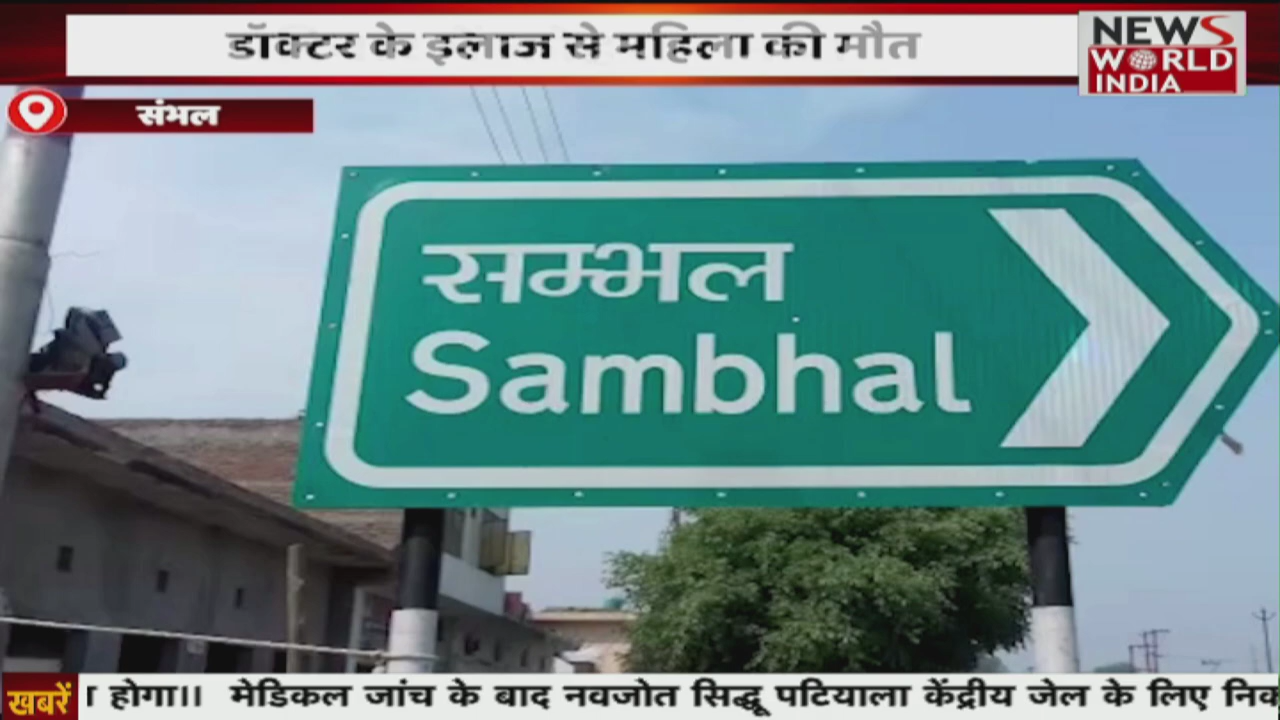 डॉक्टर के इलाज से महिला की मौत
NEWS
WORLD
INDIA
संभल
सम्भल
Sambhal
खबरें
होगा।। मेडिकल जांच के बाद नवजोत सिद्धू पटियाला केंद्रीय जेल के लिए